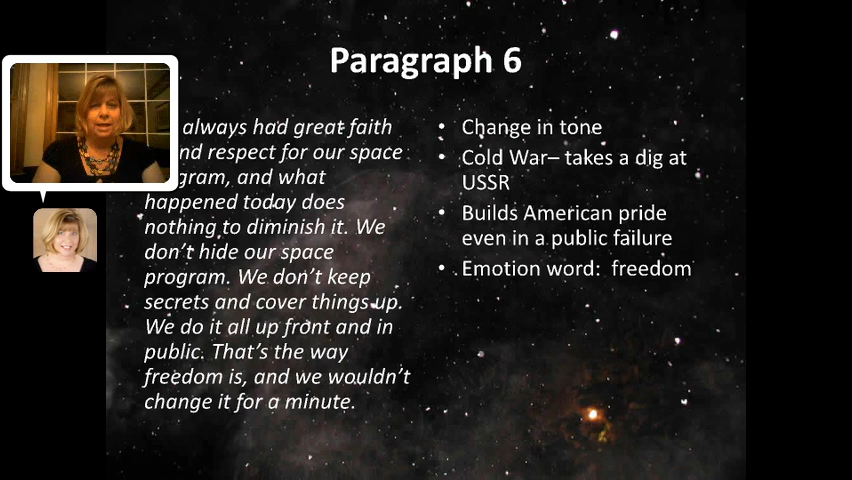 Paragraph 6
always had great faith
nd respect for our space
gram, and what
happened today does
nothing to diminish it. We
don't hide our space
program. We don't keep
secrets and cover things up.
We do it all up front and in
public. That's the way
freedom is, and we wouldn't
change it for a minute.
• Change in tone
• Cold War– takes a dig at
USSR
• Builds American pride
even in a public failure
• Emotion word: freedom